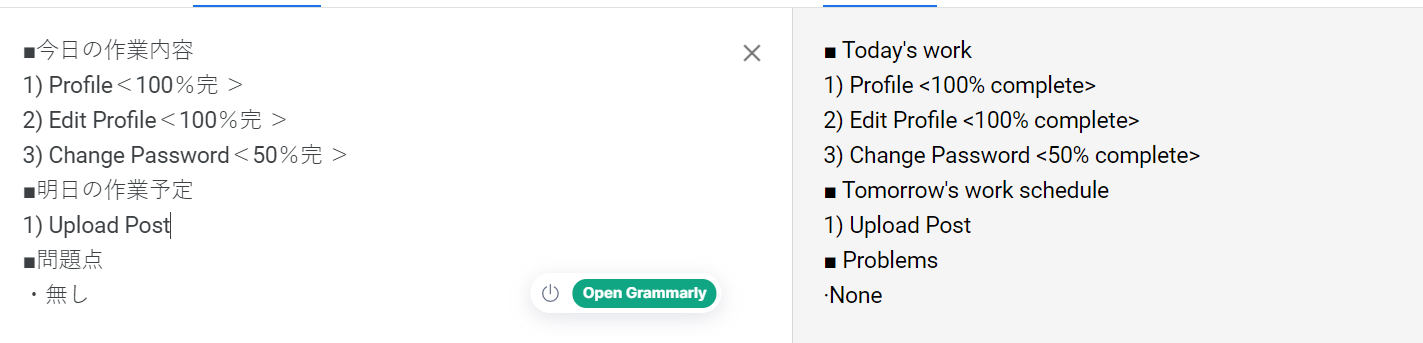 ■今日の作業内容
1) Profile＜100％完 ＞
2) Edit Profile＜100％完 ＞
3) Change Password＜50％完 ＞
■明日の作業予定
1) Upload Post
■問題点
・無し
Open Grammarly
■ Today's work
1) Profile <100% complete>
2) Edit Profile <100% complete>
3) Change Password <50% complete>
■ Tomorrow's work schedule
1) Upload Post
■ Problems
·None